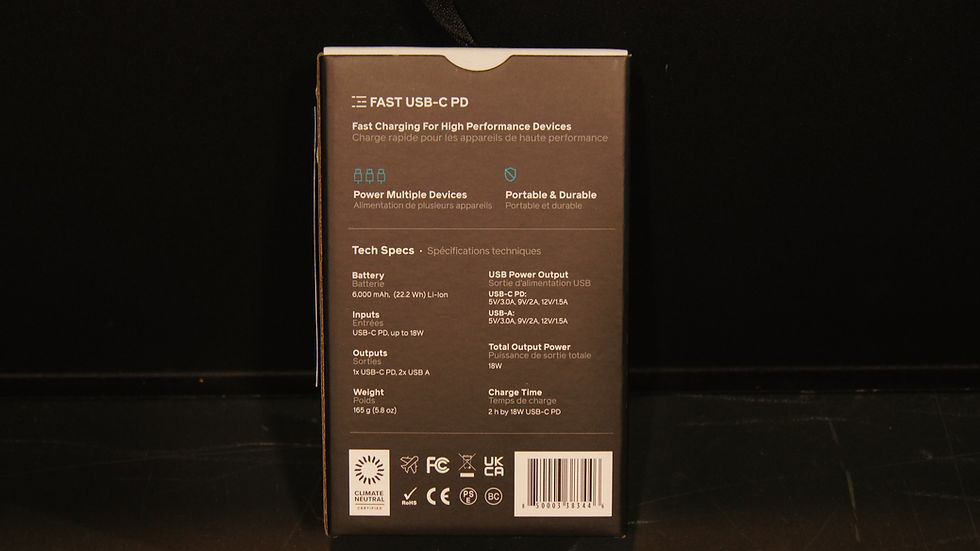 FAST USB-C PD
Fast Charging For High Performance Devices
Charge rapide pour les appareils de haute performance
Power Multiple Devices
Alimentation de plusieurs appareils
Portable & Durable
Portable et durable
Tech Specs · Spécifications techniques
Battery
Batterie
6,000 mAh, (22.2 Wh) Li-Ion
Inputs
Entrées
USB-C PD, up to 18W
Outputs
Sorties
1x USB-C PD, 2x USB A
Weight
Poids
165 g (5.8 oz)
USB Power Output
Sortie d'alimentation USB
USB-C PD:
5V/3.0A, 9V/2A, 12V/1.5A
USB-A:
5V/3.0A, 9V/2A, 12V/1.5A
Total Output Power
Puissance de sortie totale
18W
Charge Time
Temps de charge
2 h by 18W USB-C PD
CLIMATE
NEUTRAL
CERTIFIED
FC
UK
CA
RoHS
CE
PS
E
BC
8 50003 38344 6